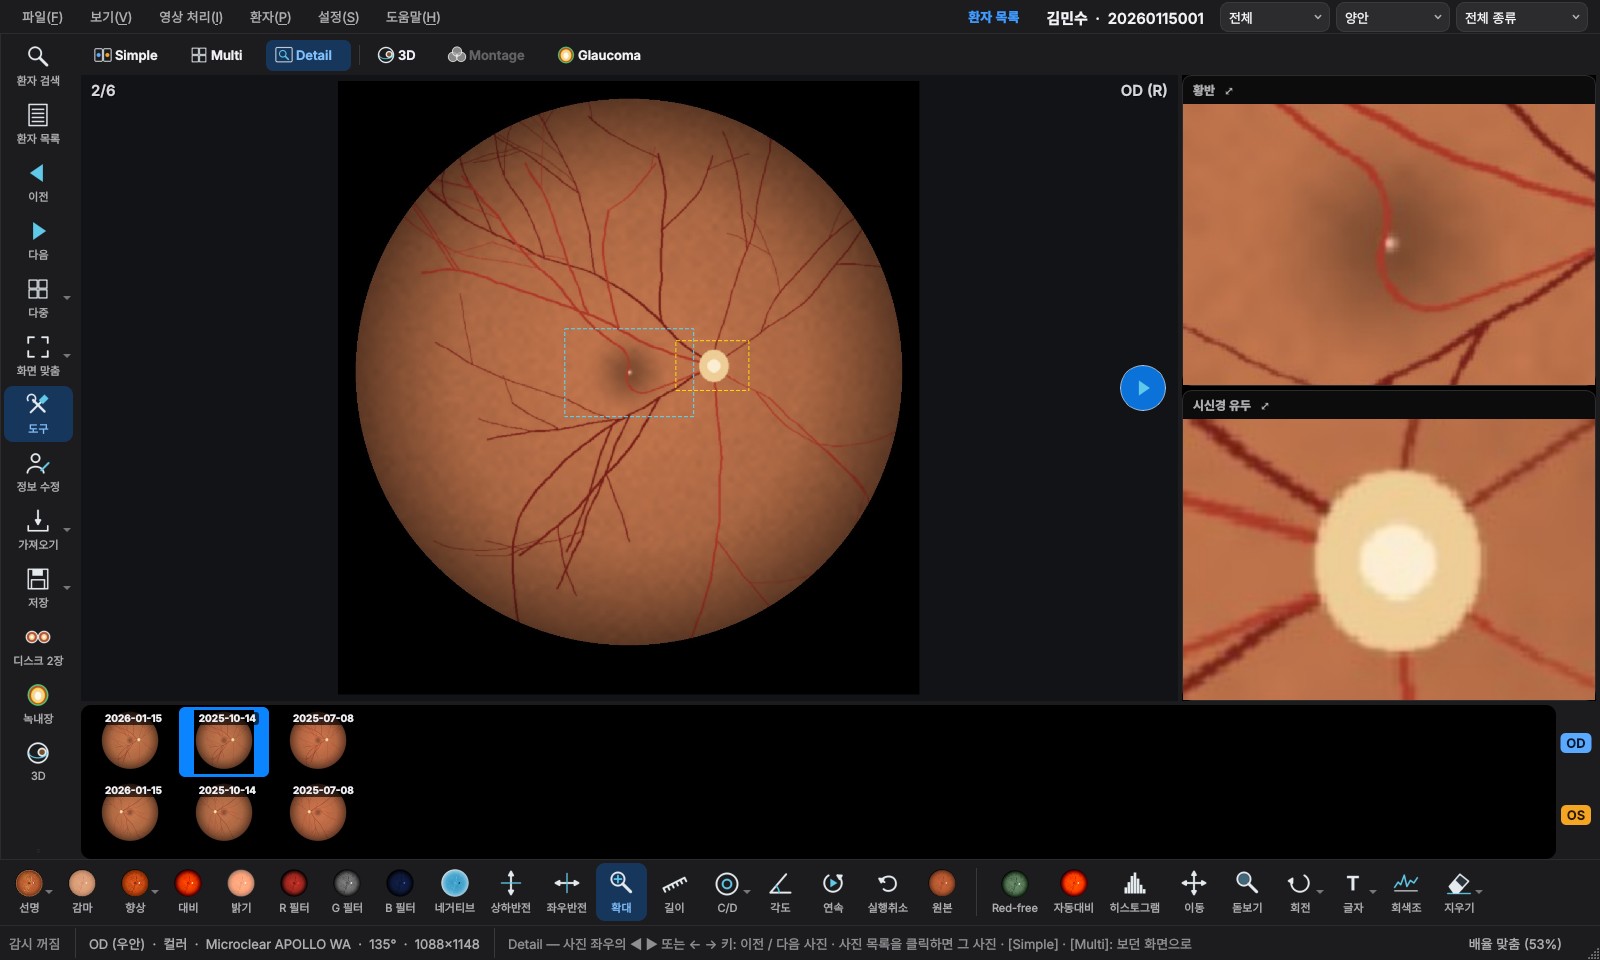 파일(F) 보기(V) 영상 처리(I) 환자(P) 설정(S) 도움말(H) 환자 목록 김민수 · 20260115001 전체 양안 전체 종류
Simple Multi Detail 3D Montage Glaucoma
환자 검색
환자 목록
이전
다음
다중
화면 맞춤
도구
정보 수정
가져오기
저장
디스크 2장
녹내장
3D
2/6 OD (R)
황반
시신경 유두
2026-01-15 2025-10-14 2025-07-08
OD
2026-01-15 2025-10-14 2025-07-08
OS
선명 감마 향상 대비 밝기 R 필터 G 필터 B 필터 네거티브 상하반전 좌우반전 확대 길이 C/D 각도 연속 실행취소 원본 Red-free 자동대비 히스토그램 이동 돋보기 회전 글자 회색조 지우기
감시 꺼짐 OD (우안) · 컬러 · Microclear APOLLO WA · 135° · 1088×1148 Detail — 사진 좌우의 ◀ ▶ 또는 ← → 키: 이전 / 다음 사진 · 사진 목록을 클릭하면 그 사진 · [Simple] · [Multi]: 보던 화면으로 배율 맞춤 (53%)